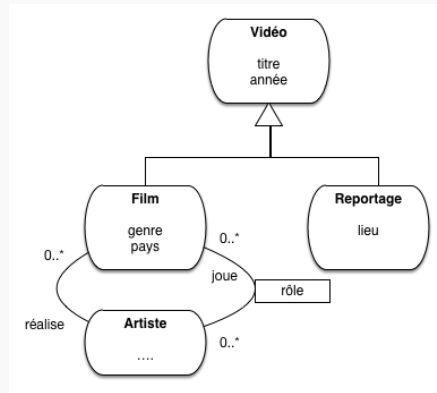 Vidéo
titre
année
Film
genre
pays
Reportage
lieu
0..*
0..*
joue
rôle
réalise
Artiste
....
0..*